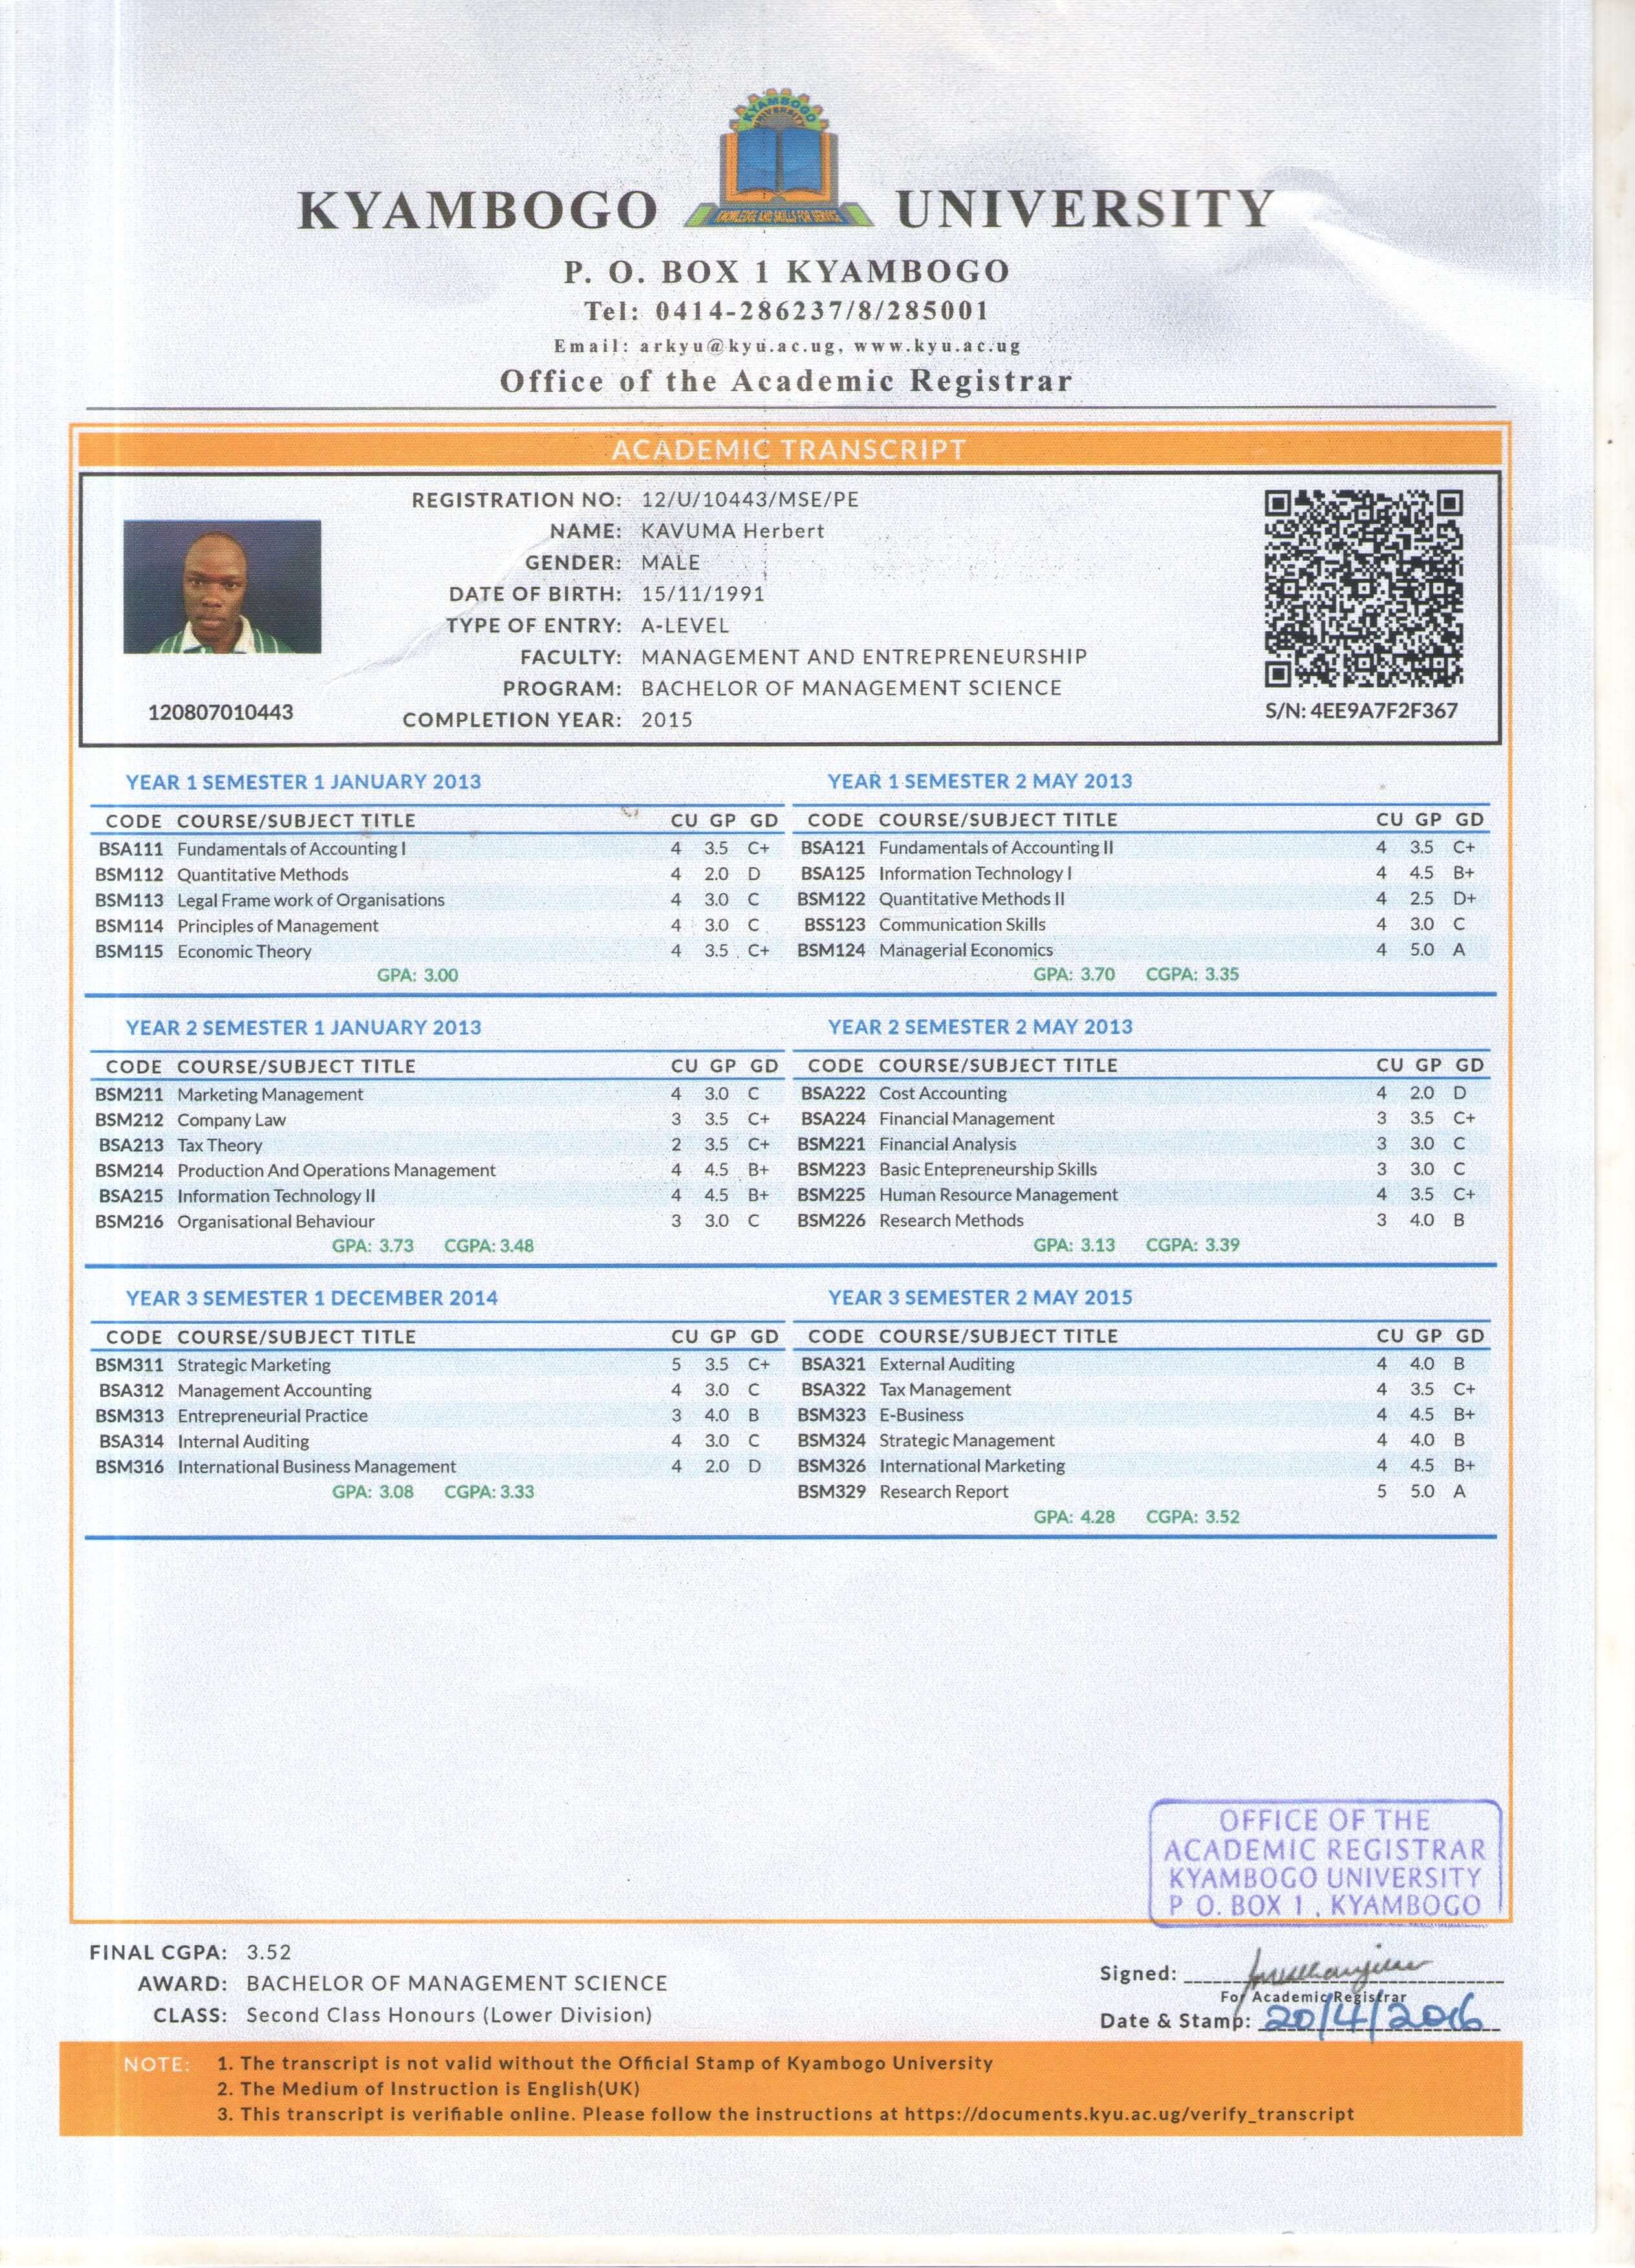 KYAMBOGO UNIVERSITY
KYAMBOGO
UNIVERSITY
KNOWLEDGE AND SKILLS FOR SERVICE
P. O. BOX 1 KYAMBOGO
Tel: 0414-286237/8/285001
Email: arkyu@kyu.ac.ug, www.kyu.ac.ug
Office of the Academic Registrar
ACADEMIC TRANSCRIPT
REGISTRATION NO: 12/U/10443/MSE/PE
NAME: KAVUMA Herbert
GENDER: MALE
DATE OF BIRTH: 15/11/1991
TYPE OF ENTRY: A-LEVEL
FACULTY: MANAGEMENT AND ENTREPRENEURSHIP
PROGRAM: BACHELOR OF MANAGEMENT SCIENCE
COMPLETION YEAR: 2015
120807010443
S/N: 4EE9A7F2F367
YEAR 1 SEMESTER 1 JANUARY 2013
CODE COURSE/SUBJECT TITLE CU GP GD
BSA111 Fundamentals of Accounting I 4 3.5 C+
BSM112 Quantitative Methods 4 2.0 D
BSM113 Legal Frame work of Organisations 4 3.0 C
BSM114 Principles of Management 4 3.0 C
BSM115 Economic Theory 4 3.5 C+
GPA: 3.00
YEAR 1 SEMESTER 2 MAY 2013
CODE COURSE/SUBJECT TITLE CU GP GD
BSA121 Fundamentals of Accounting II 4 3.5 C+
BSA125 Information Technology I 4 4.5 B+
BSM122 Quantitative Methods II 4 2.5 D+
BSS123 Communication Skills 4 3.0 C
BSM124 Managerial Economics 4 5.0 A
GPA: 3.70 CGPA: 3.35
YEAR 2 SEMESTER 1 JANUARY 2013
CODE COURSE/SUBJECT TITLE CU GP GD
BSM211 Marketing Management 4 3.0 C
BSM212 Company Law 3 3.5 C+
BSA213 Tax Theory 2 3.5 C+
BSM214 Production And Operations Management 4 4.5 B+
BSA215 Information Technology II 4 4.5 B+
BSM216 Organisational Behaviour 3 3.0 C
GPA: 3.73 CGPA: 3.48
YEAR 2 SEMESTER 2 MAY 2013
CODE COURSE/SUBJECT TITLE CU GP GD
BSA222 Cost Accounting 4 2.0 D
BSA224 Financial Management 3 3.5 C+
BSM221 Financial Analysis 3 3.0 C
BSM223 Basic Entepreneurship Skills 3 3.0 C
BSM225 Human Resource Management 4 3.5 C+
BSM226 Research Methods 3 4.0 B
GPA: 3.13 CGPA: 3.39
YEAR 3 SEMESTER 1 DECEMBER 2014
CODE COURSE/SUBJECT TITLE CU GP GD
BSM311 Strategic Marketing 5 3.5 C+
BSA312 Management Accounting 4 3.0 C
BSM313 Entrepreneurial Practice 3 4.0 B
BSA314 Internal Auditing 4 3.0 C
BSM316 International Business Management 4 2.0 D
GPA: 3.08 CGPA: 3.33
YEAR 3 SEMESTER 2 MAY 2015
CODE COURSE/SUBJECT TITLE CU GP GD
BSA321 External Auditing 4 4.0 B
BSA322 Tax Management 4 3.5 C+
BSM323 E-Business 4 4.5 B+
BSM324 Strategic Management 4 4.0 B
BSM326 International Marketing 4 4.5 B+
BSM329 Research Report 5 5.0 A
GPA: 4.28 CGPA: 3.52
OFFICE OF THE
ACADEMIC REGISTRAR
KYAMBOGO UNIVERSITY
P O. BOX 1, KYAMBOGO
FINAL CGPA: 3.52
AWARD: BACHELOR OF MANAGEMENT SCIENCE
CLASS: Second Class Honours (Lower Division)
Signed:
For Academic Registrar
Date & Stamp: 20/4/2016
NOTE: 1. The transcript is not valid without the Official Stamp of Kyambogo University
2. The Medium of Instruction is English(UK)
3. This transcript is verifiable online. Please follow the instructions at https://documents.kyu.ac.ug/verify_transcript